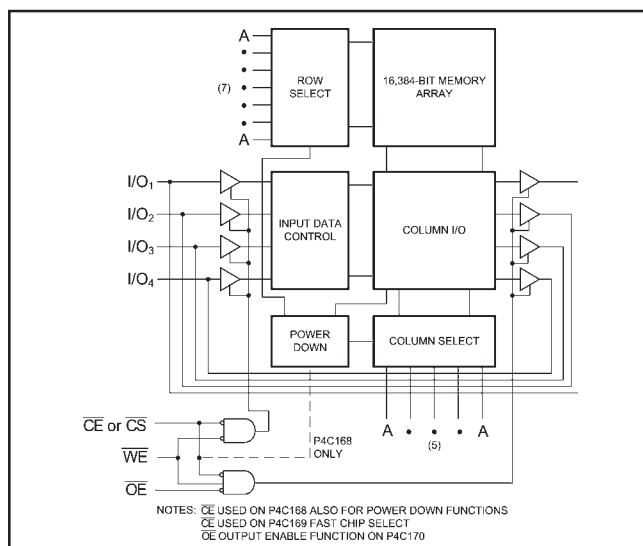 A
(7)
A
ROW
SELECT
16,384-BIT MEMORY
ARRAY
I/O1
I/O2
I/O3
I/O4
INPUT DATA
CONTROL
COLUMN I/O
POWER
DOWN
COLUMN SELECT
A • • • A
(5)
CE or CS
WE
OE
P4C168
ONLY
NOTES: CE USED ON P4C168 ALSO FOR POWER DOWN FUNCTIONS
CE USED ON P4C169 FAST CHIP SELECT
OE OUTPUT ENABLE FUNCTION ON P4C170